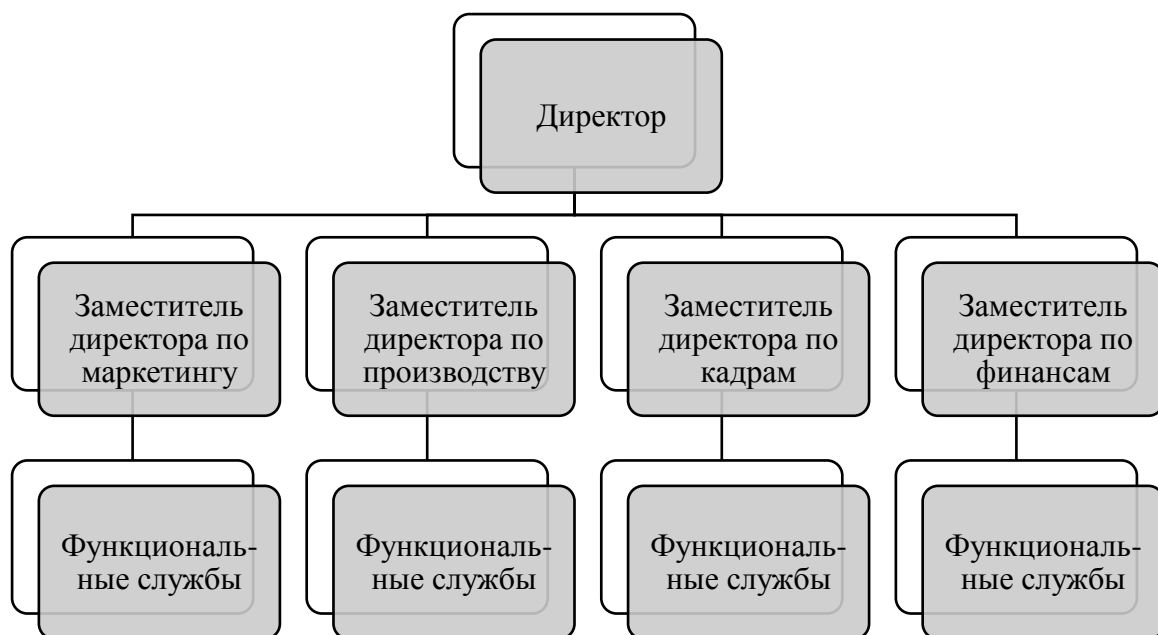 Директор
Заместитель
директора по
маркетингу
Заместитель
директора по
производству
Заместитель
директора по
кадрам
Заместитель
директора по
финансам
Функциональ-
ные службы
Функциональ-
ные службы
Функциональ-
ные службы
Функциональ-
ные службы